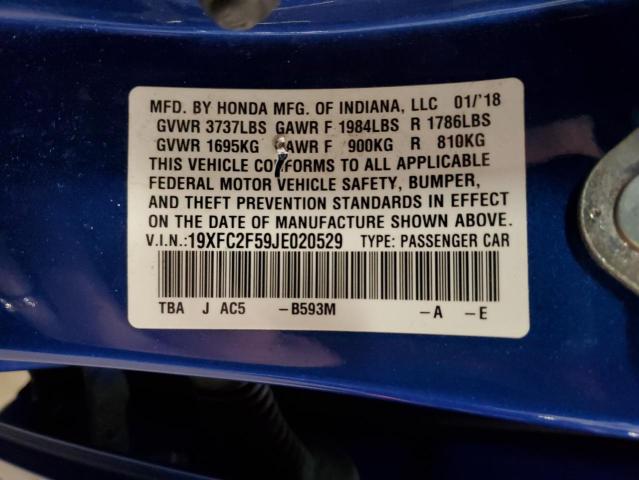 MFD. BY HONDA MFG. OF INDIANA, LLC 01/'18
GVWR 3737LBS GAWR F 1984LBS R 1786LBS
GVWR 1695KG GAWR F 900KG R 810KG
THIS VEHICLE CONFORMS TO ALL APPLICABLE
FEDERAL MOTOR VEHICLE SAFETY, BUMPER,
AND THEFT PREVENTION STANDARDS IN EFFECT
ON THE DATE OF MANUFACTURE SHOWN ABOVE.
V.I.N.:19XFC2F59JE020529 TYPE: PASSENGER CAR
TBA J AC5 –B593M –A –E